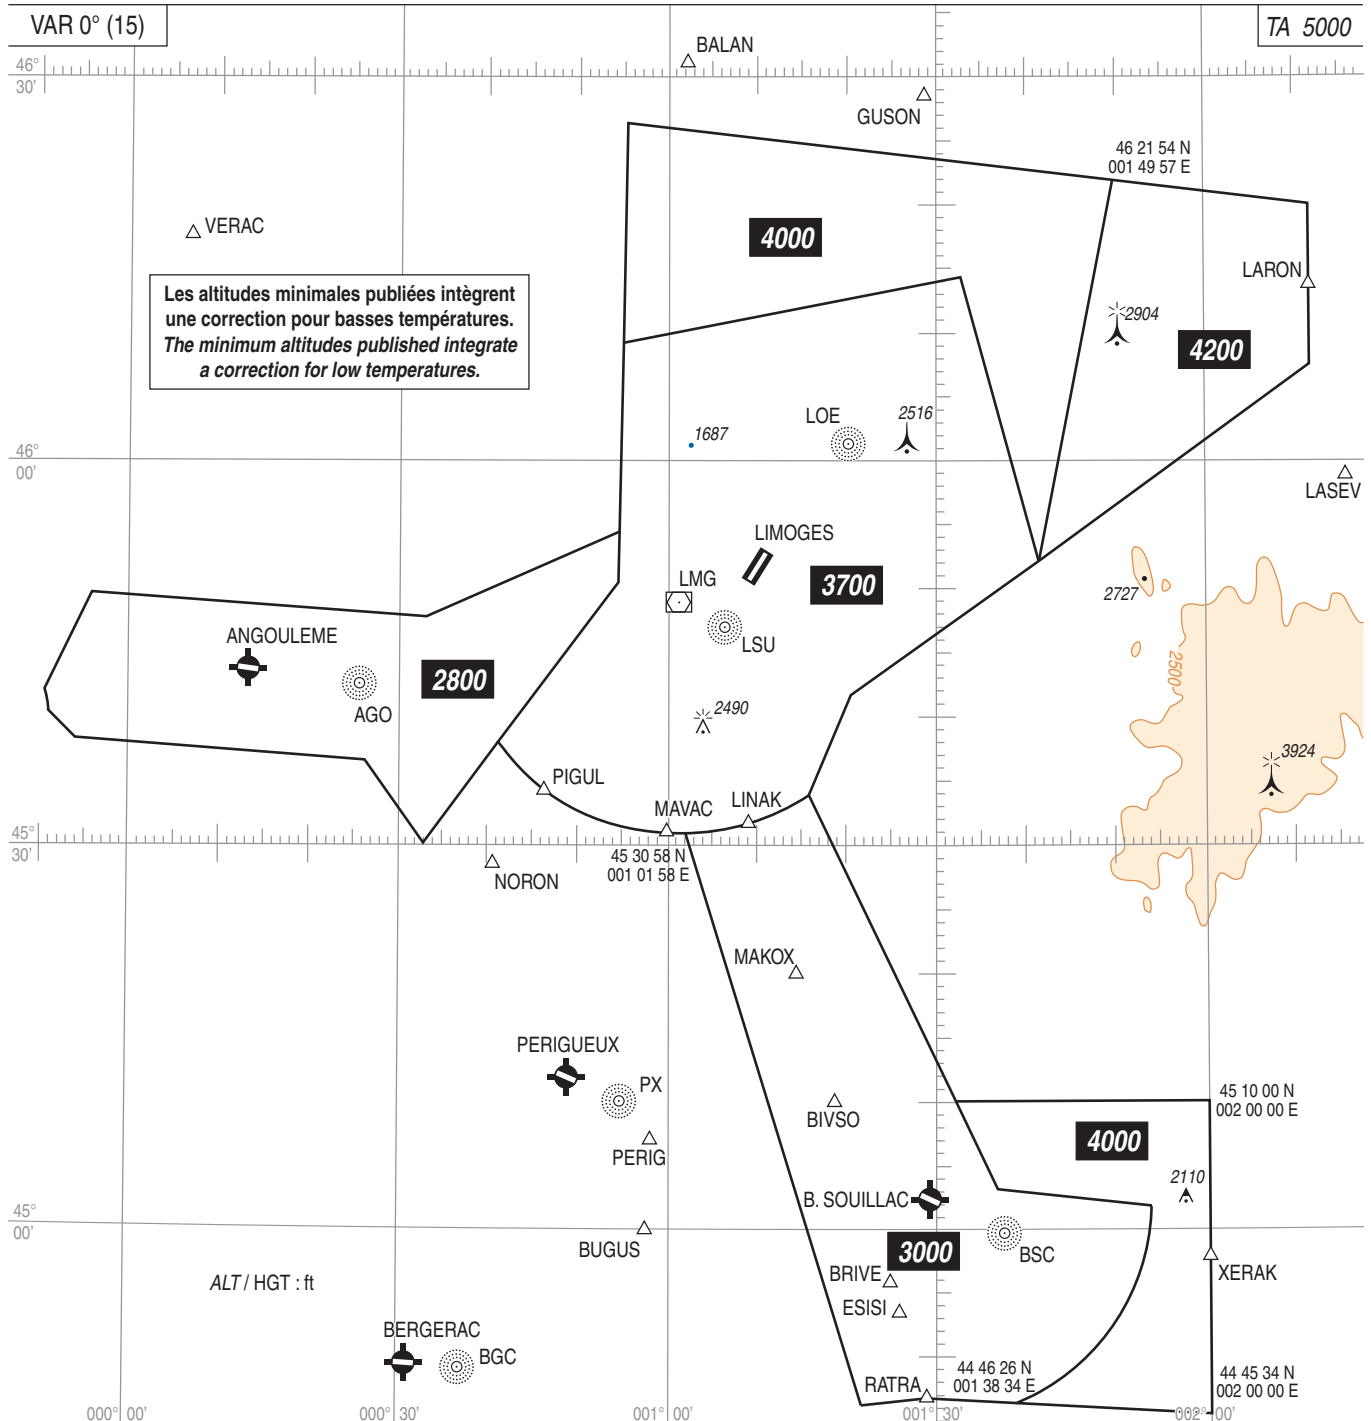 VAR 0° (15)
TA 5000
BALAN
46°
30'
GUSON
46 21 54 N
001 49 57 E
VERAC
4000
LARON
Les altitudes minimales publiées intègrent
une correction pour basses températures.
The minimum altitudes published integrate
a correction for low temperatures.
2904
4200
LOE
2516
1687
46°
00'
LASEV
LIMOGES
LMG
3700
2727
ANGOULEME
LSU
2800
2500
AGO
2490
3924
PIGUL
MAVAC
LINAK
45°
30'
45 30 58 N
001 01 58 E
NORON
MAKOX
PERIGUEUX
PX
45 10 00 N
002 00 00 E
BIVSO
4000
PERIG
2110
B. SOUILLAC
45°
00'
BUGUS
3000
BSC
XERAK
BRIVE
ALT / HGT : ft
ESISI
BERGERAC
BGC
RATRA
44 46 26 N
001 38 34 E
44 45 34 N
002 00 00 E
000° 00'
000° 30'
001° 00'
001° 30'
002° 00'